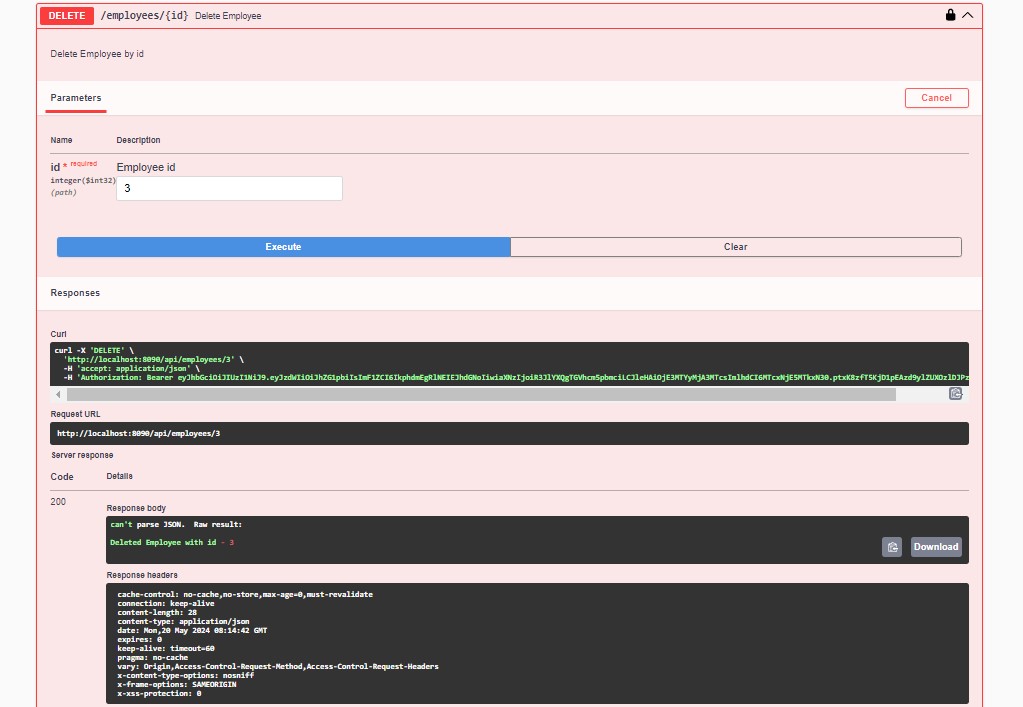 DELETE /employees/{id} Delete Employee
Delete Employee by id
Parameters
Cancel
Name Description
id * required
Employee id
integer($int32)
(path)
3
Execute Clear
Responses
Curl
curl -X 'DELETE' \
'http://localhost:8090/api/employees/3' \
-H 'accept: application/json' \
-H 'Authorization: Bearer
Request URL
http://localhost:8090/api/employees/3
Server response
Code Details
200
Response body
can't parse JSON. Raw result:
Deleted Employee with id - 3
Download
Response headers
cache-control: no-cache,no-store,max-age=0,must-revalidate
connection: keep-alive
content-length: 28
content-type: application/json
date: Mon,20 May 2024 08:14:42 GMT
expires: 0
keep-alive: timeout=60
pragma: no-cache
vary: Origin,Access-Control-Request-Method,Access-Control-Request-Headers
x-content-type-options: nosniff
x-frame-options: SAMEORIGIN
x-xss-protection: 0